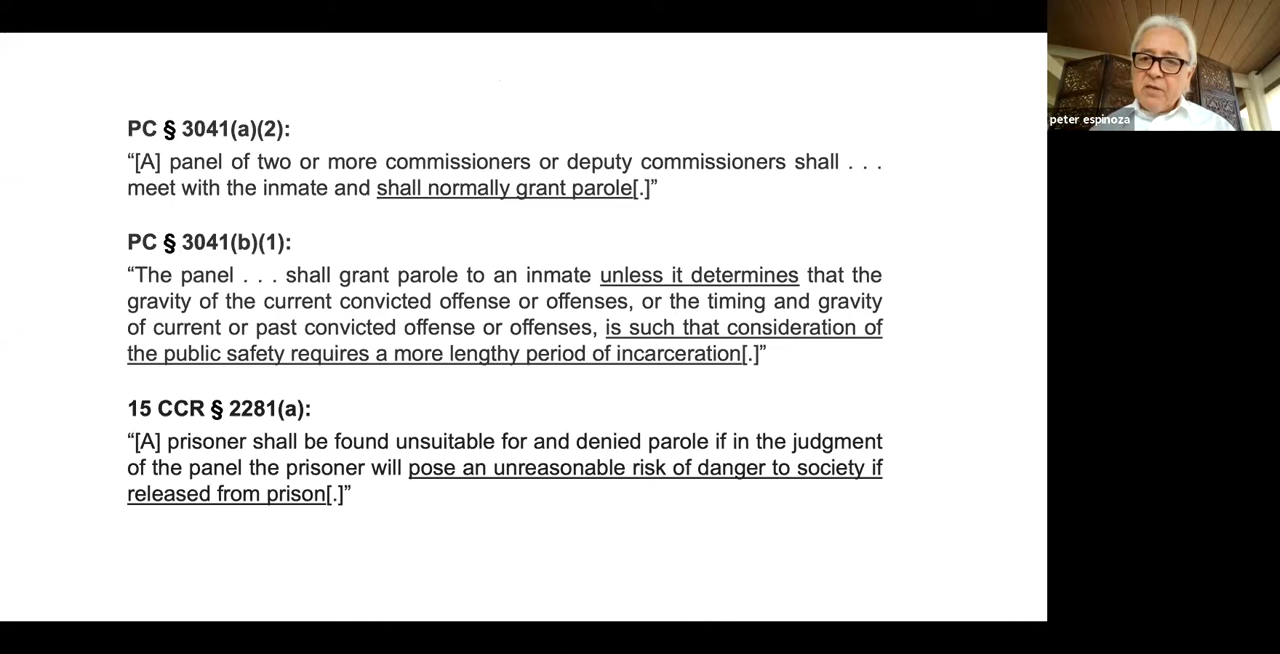 PC § 3041(a)(2):
“[A] panel of two or more commissioners or deputy commissioners shall . . .
meet with the inmate and shall normally grant parole[.]”
PC § 3041(b)(1):
“The panel . . . shall grant parole to an inmate unless it determines that the
gravity of the current convicted offense or offenses, or the timing and gravity
of current or past convicted offense or offenses, is such that consideration of
the public safety requires a more lengthy period of incarceration[.]”
15 CCR § 2281(a):
“[A] prisoner shall be found unsuitable for and denied parole if in the judgment
of the panel the prisoner will pose an unreasonable risk of danger to society if
released from prison[.]”
peter espinoza